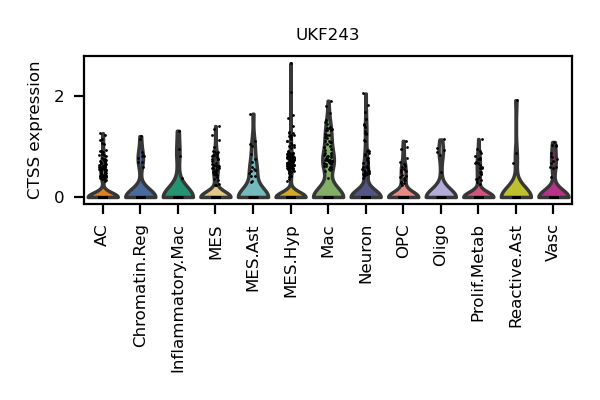 UKF243
CTSS expression
2
0
AC
Chromatin.Reg
Inflammatory.Mac
MES
MES.Ast
MES.Hyp
Mac
Neuron
OPC
Oligo
Prolif.Metab
Reactive.Ast
Vasc